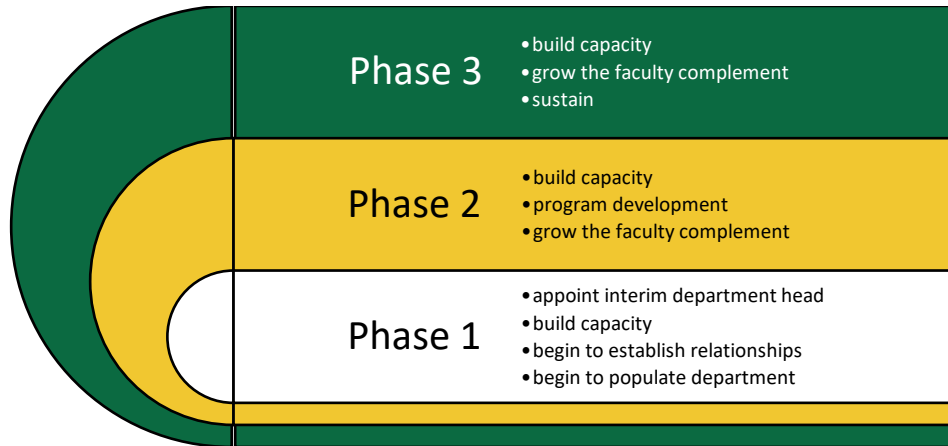 Phase 3
•build capacity
•grow the faculty complement
•sustain
Phase 2
•build capacity
•program development
•grow the faculty complement
Phase 1
•appoint interim department head
•build capacity
•begin to establish relationships
•begin to populate department